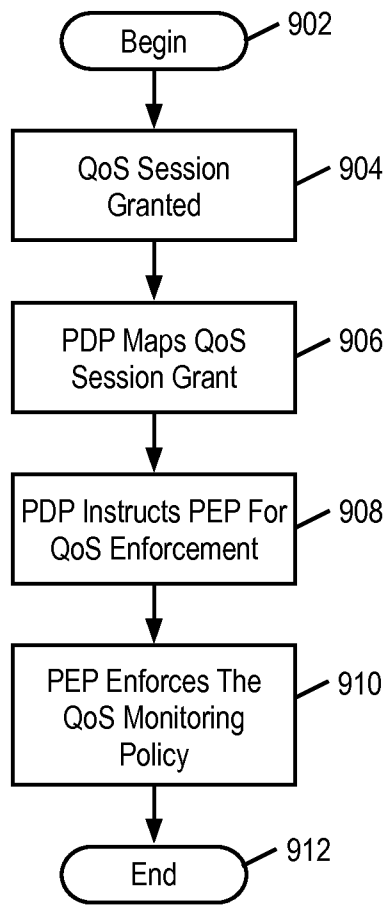 Begin
902
QoS Session
Granted
904
PDP Maps QoS
Session Grant
906
PDP Instructs PEP For
QoS Enforcement
908
PEP Enforces The
QoS Monitoring
Policy
910
End
912